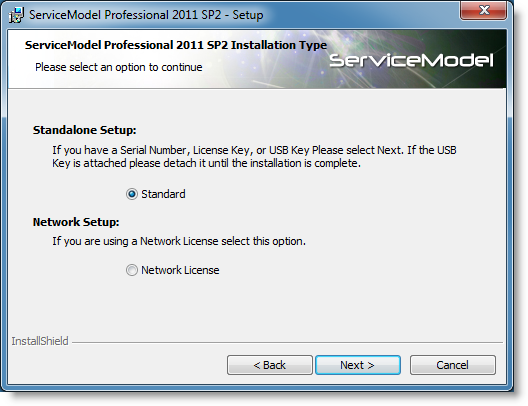 ServiceModel Professional 2011 SP2 - Setup
ServiceModel Professional 2011 SP2 Installation Type
Please select an option to continue
ServiceModel
Standalone Setup:
If you have a Serial Number, License Key, or USB Key Please select Next. If the USB
Key is attached please detach it until the installation is complete.
Standard
Network Setup:
If you are using a Network License select this option.
Network License
InstallShield
< Back
Next >
Cancel